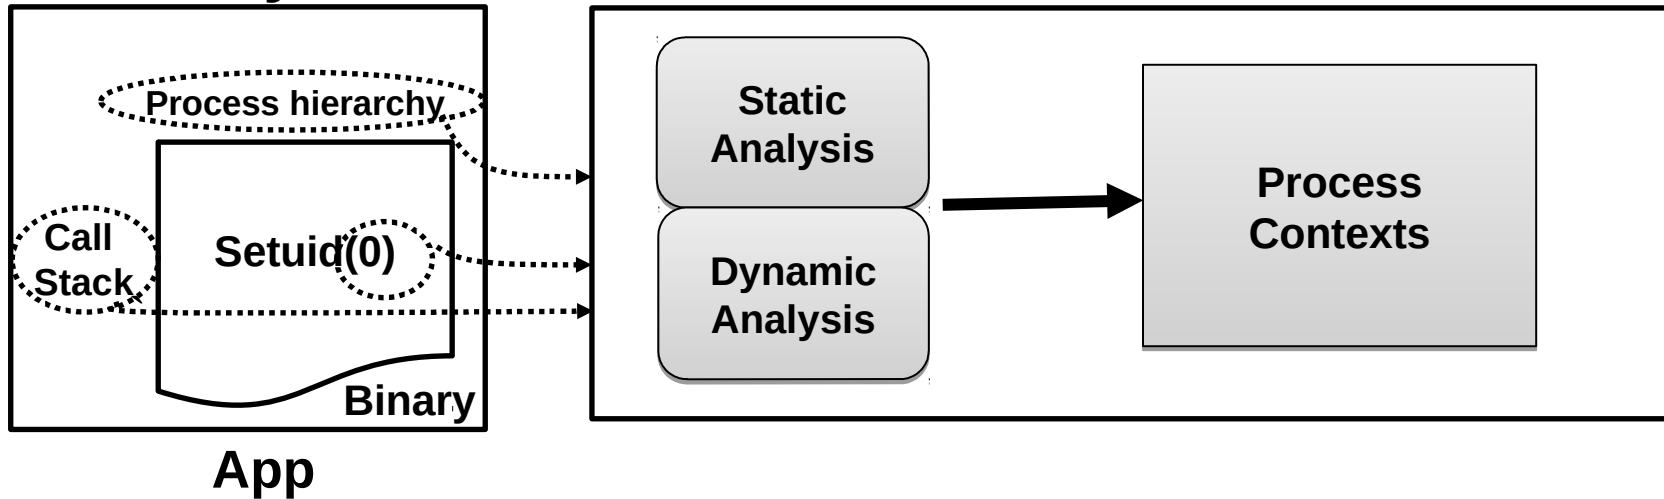 Process hierarchy
Call
Stack
Setuid(0)
Binary
App
Static
Analysis
Dynamic
Analysis
Process
Contexts